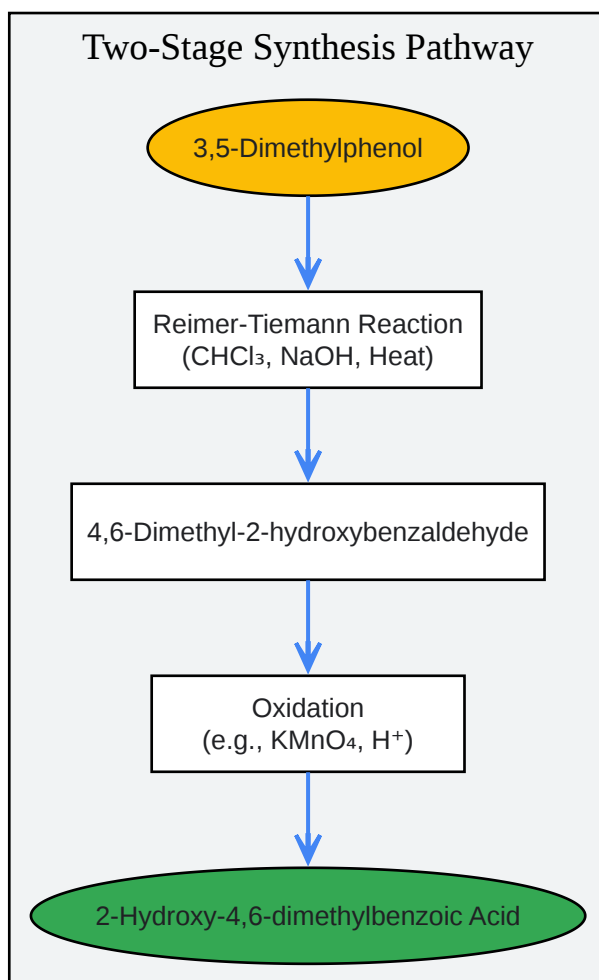 Two-Stage Synthesis Pathway
3,5-Dimethylphenol
Reimer-Tiemann Reaction
(CHCl₃, NaOH, Heat)
4,6-Dimethyl-2-hydroxybenzaldehyde
Oxidation
(e.g., KMnO₄, H⁺)
2-Hydroxy-4,6-dimethylbenzoic Acid